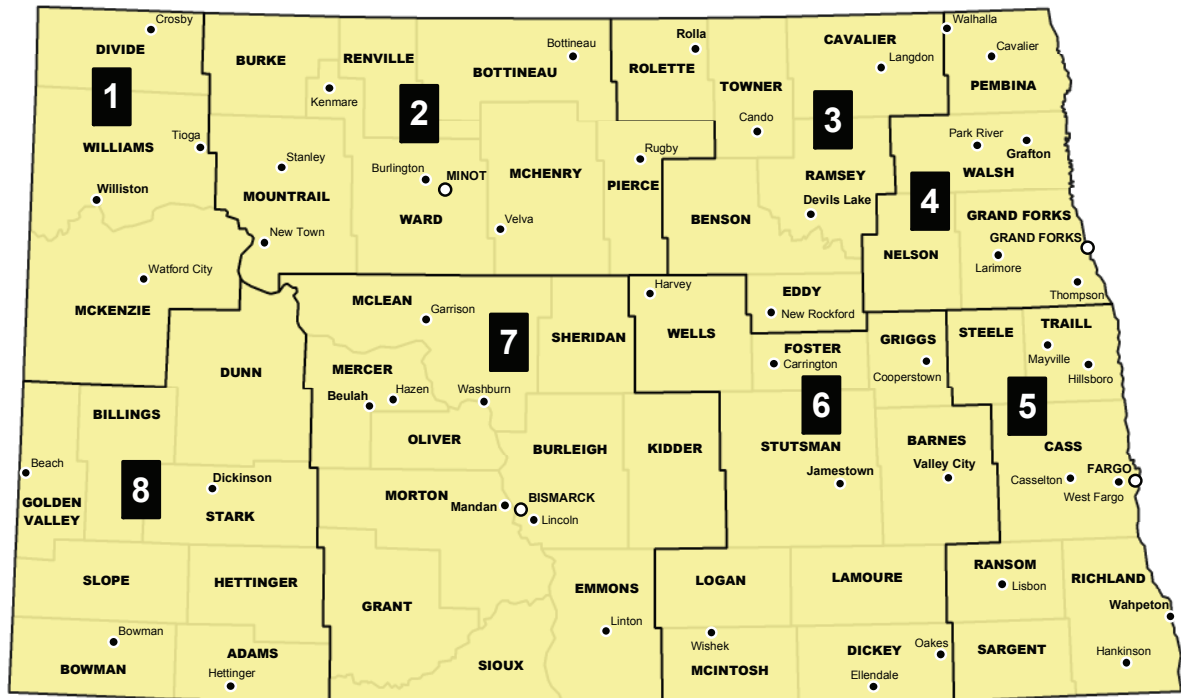 Crosby
DIVIDE
1
WILLIAMS
Tioga
Williston
Watford City
MCKENZIE
BURKE
RENVILLE
Bottineau
BOTTINEAU
Kenmare
2
Stanley
MOUNTRAIL
Burlington
MINOT
MCHENRY
Rugby
PIERCE
WARD
Velva
New Town
Rolla
ROLETTE
CAVALIER
Langdon
TOWNER
Cando
3
RAMSEY
Devils Lake
BENSON
EDDY
New Rockford
Walhalla
Cavalier
PEMBINA
Park River
Grafton
WALSH
4
GRAND FORKS
GRAND FORKS
NELSON
Larimore
Thompson
STEELE
TRAILL
Mayville
Hillsboro
5
CASS
FARGO
Casselton
West Fargo
RANSOM
Lisbon
RICHLAND
Wahpeton
SARGENT
Hankinson
Harvey
WELLS
FOSTER
Carrington
GRIGGS
Cooperstown
6
STUTSMAN
BARNES
Jamestown
Valley City
LOGAN
LAMOURE
Wishek
MCINTOSH
DICKEY
Oakes
Ellendale
MCLEAN
Garrison
7
SHERIDAN
MERCER
Hazen
Beulah
Washburn
OLIVER
BURLEIGH
KIDDER
MORTON
Mandan
BISMARCK
Lincoln
GRANT
EMMONS
Linton
SIOUX
DUNN
BILLINGS
Beach
8
Dickinson
GOLDEN
VALLEY
STARK
SLOPE
HETTINGER
Bowman
BOWMAN
ADAMS
Hettinger